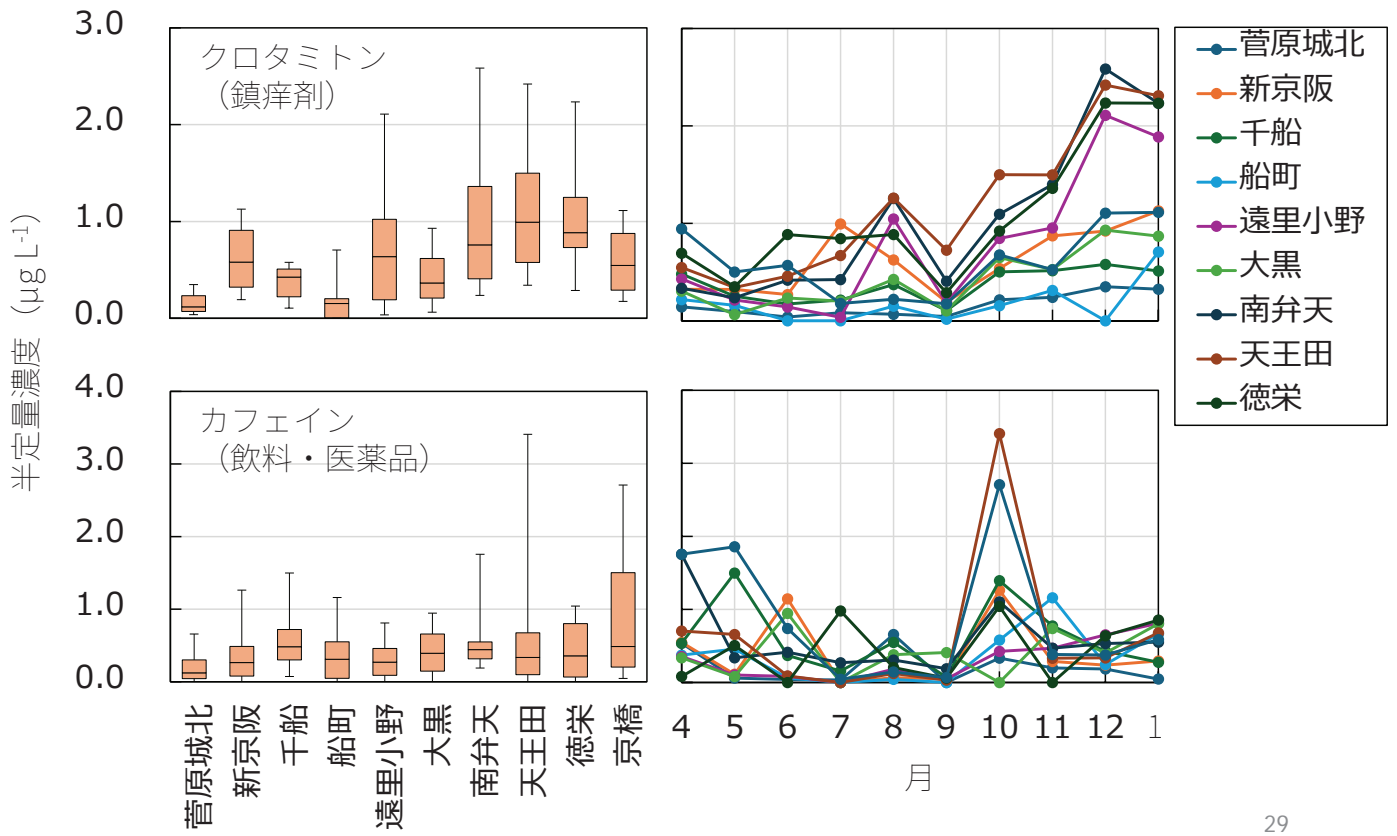 半定量濃度 (µg L-1)
3.0
2.0
1.0
0.0
クロタミトン
（鎮痒剤）
菅原城北
新京阪
千船
船町
遠里小野
大黒
南弁天
天王田
徳栄
4.0
3.0
2.0
1.0
0.0
カフェイン
（飲料・医薬品）
菅原城北
新京阪
千船
船町
遠里小野
大黒
南弁天
天王田
徳栄
京橋
4 5 6 7 8 9 10 11 12 1
月
29